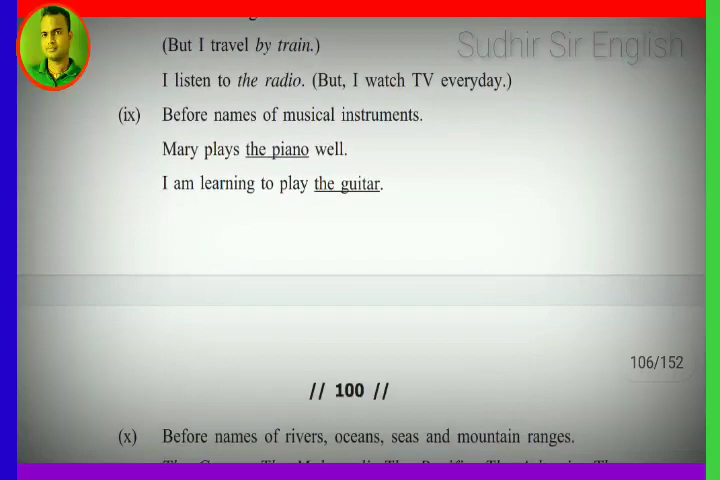 (But I travel by train.)
Sudhir Sir English
I listen to the radio. (But, I watch TV everyday.)
(ix) Before names of musical instruments.
Mary plays the piano well.
I am learning to play the guitar.
106/152
// 100 //
(x) Before names of rivers, oceans, seas and mountain ranges.